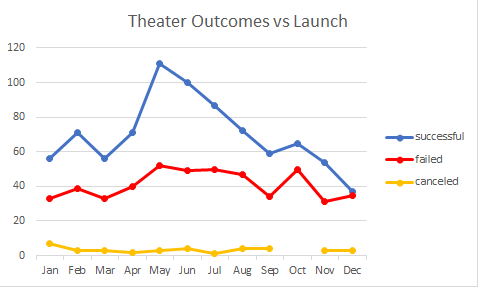 Theater Outcomes vs Launch
120
100
80
60
40
20
0
Jan Feb Mar Apr May Jun Jul Aug Sep Oct Nov Dec
successful
failed
canceled